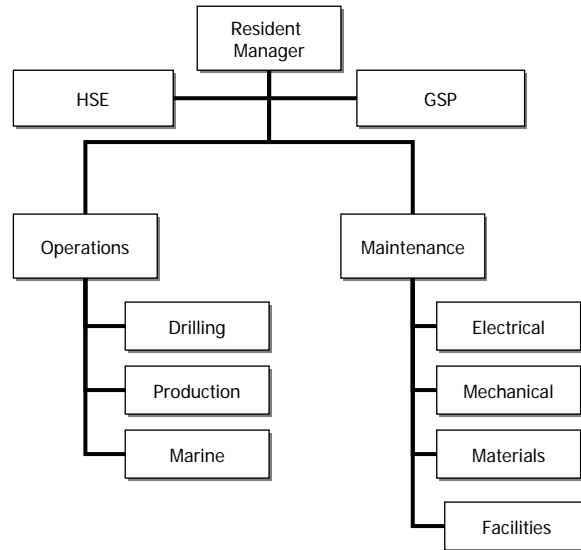 Resident
Manager
HSE
GSP
Operations
Maintenance
Drilling
Electrical
Production
Mechanical
Marine
Materials
Facilities